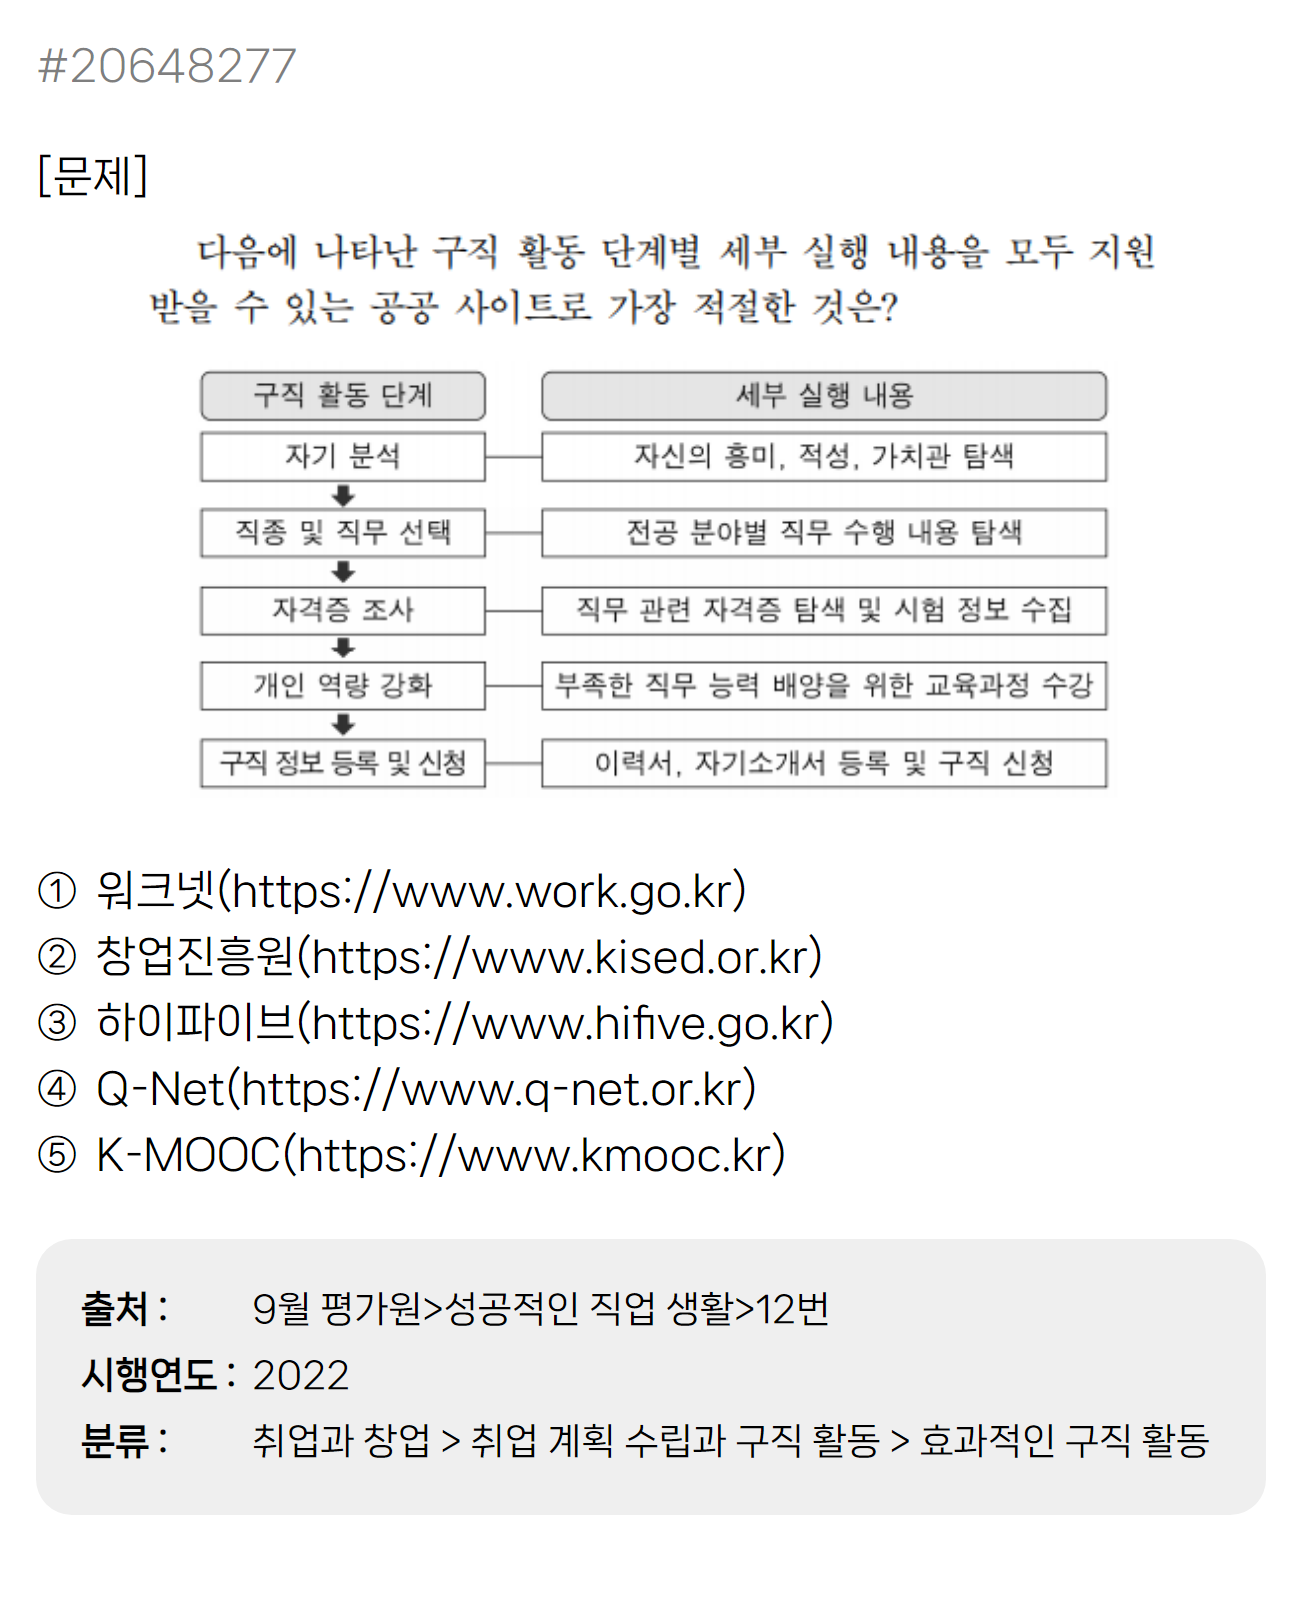 #20648277
[문제]
다음에 나타난 구직 활동 단계별 세부 실행 내용을 모두 지원
받을 수 있는 공공 사이트로 가장 적절한 것은?
구직 활동 단계 세부 실행 내용
자기 분석 자신의 흥미, 적성, 가치관 탐색
직종 및 직무 선택 전공 분야별 직무 수행 내용 탐색
자격증 조사 직무 관련 자격증 탐색 및 시험 정보 수집
개인 역량 강화 부족한 직무 능력 배양을 위한 교육과정 수강
구직 정보 등록 및 신청 이력서, 자기소개서 등록 및 구직 신청
① 워크넷(https://www.work.go.kr)
② 창업진흥원(https://www.kised.or.kr)
③ 하이파이브(https://www.hifive.go.kr)
④ Q-Net(https://www.q-net.or.kr)
⑤ K-MOOC(https://www.kmooc.kr)
출처 : 9월 평가원>성공적인 직업 생활>12번
시행연도 : 2022
분류 : 취업과 창업 > 취업 계획 수립과 구직 활동 > 효과적인 구직 활동